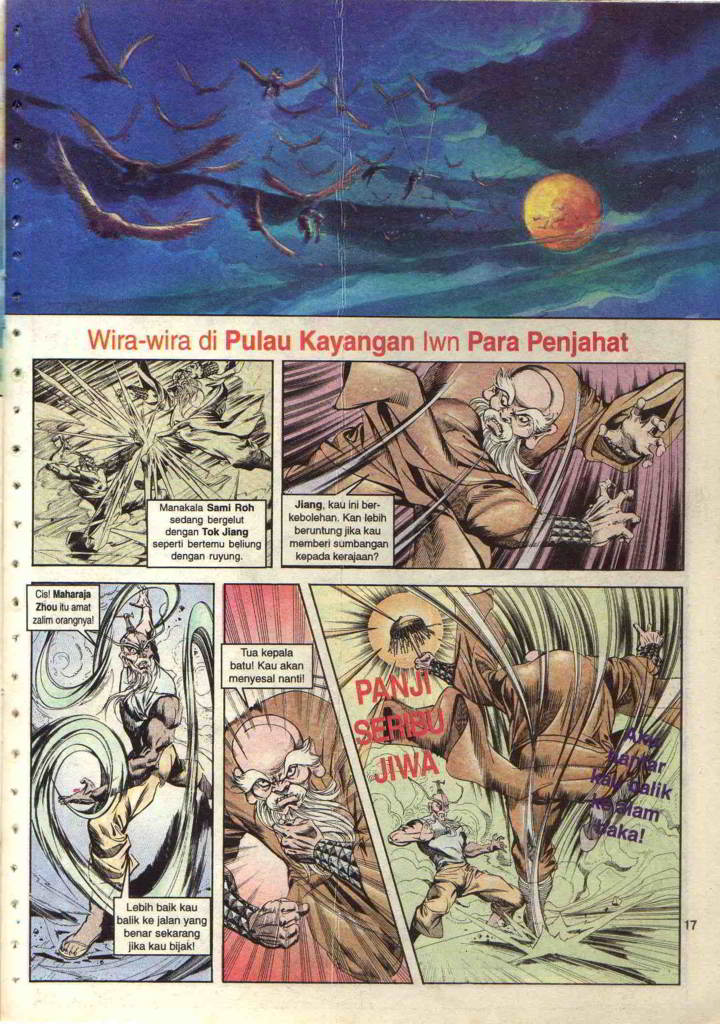 Wira-wira di Pulau Kayangan lwn Para Penjahat
Manakala Sami Roh
sedang bergelut
dengan Tok Jiang
seperti bertemu beliung
dengan ruyung.
Jiang, kau ini ber-
kebolehan. Kan lebih
beruntung jika kau
memberi sumbangan
kepada kerajaan?
Cis! Maharaja
Zhou itu amat
zalim orangnya!
Lebih baik kau
balik ke jalan yang
benar sekarang
jika kau bijak!
Tua kepala
batu! Kau akan
menyesal nanti!
PANJI
SERIBU
JIWA
Aku
hantar
kau balik
ke alam
baka!
17